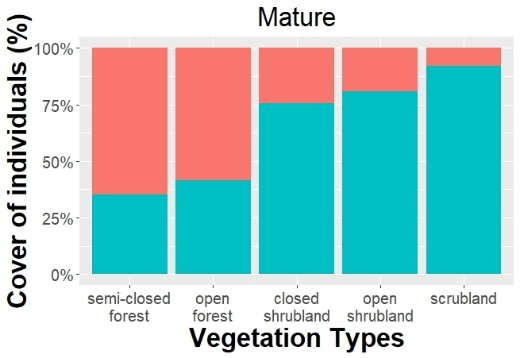 Mature
Cover of individuals (%)
100%
75%
50%
25%
0%
semi-closed
forest
open
forest
closed
shrubland
open
shrubland
scrubland
Vegetation Types